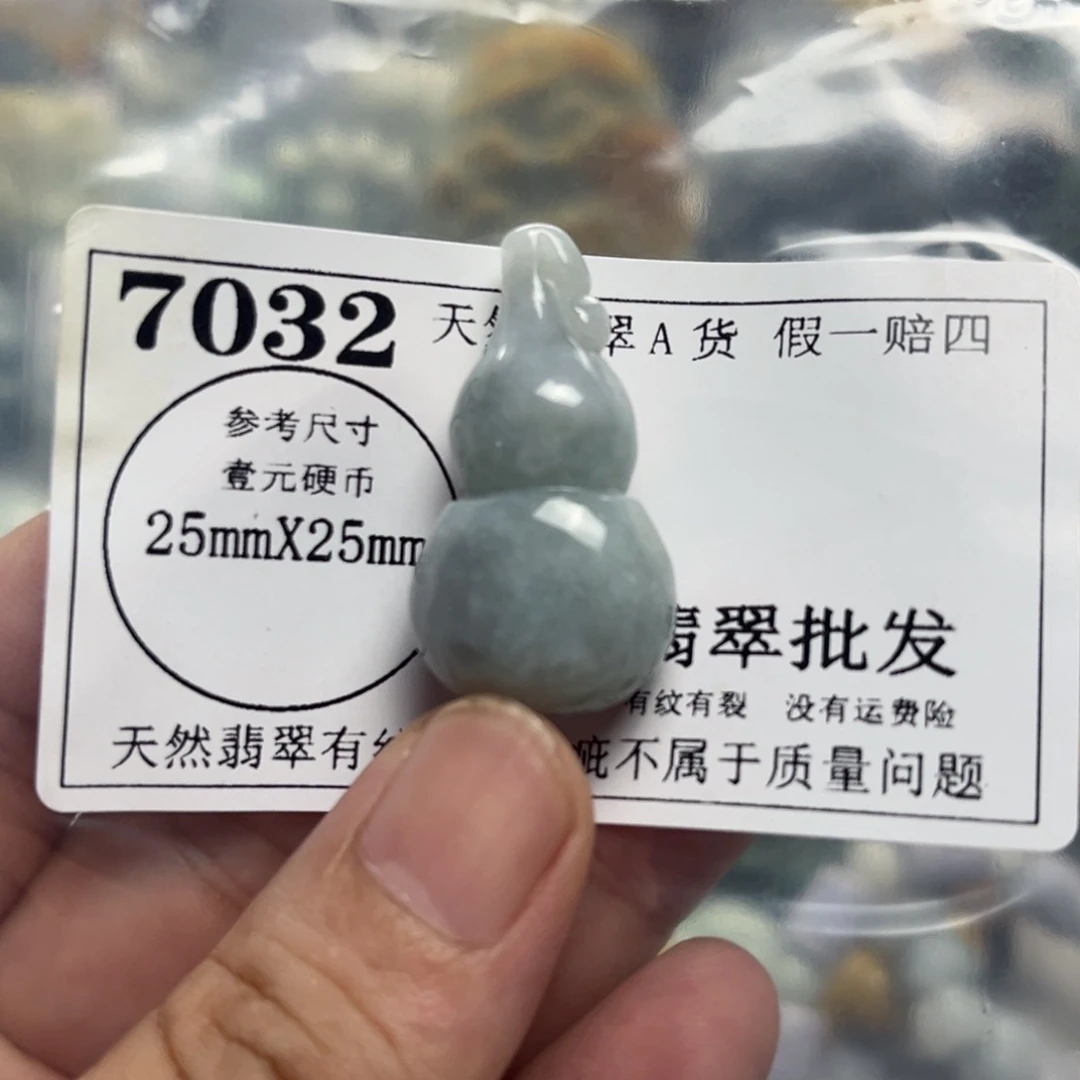 7032 天 翠A货 假一赔四
参考尺寸
壹元硬币
25mmX25mm
翡翠批发
有纹有裂 没有运费险
天然翡翠有纹 疵不属于质量问题